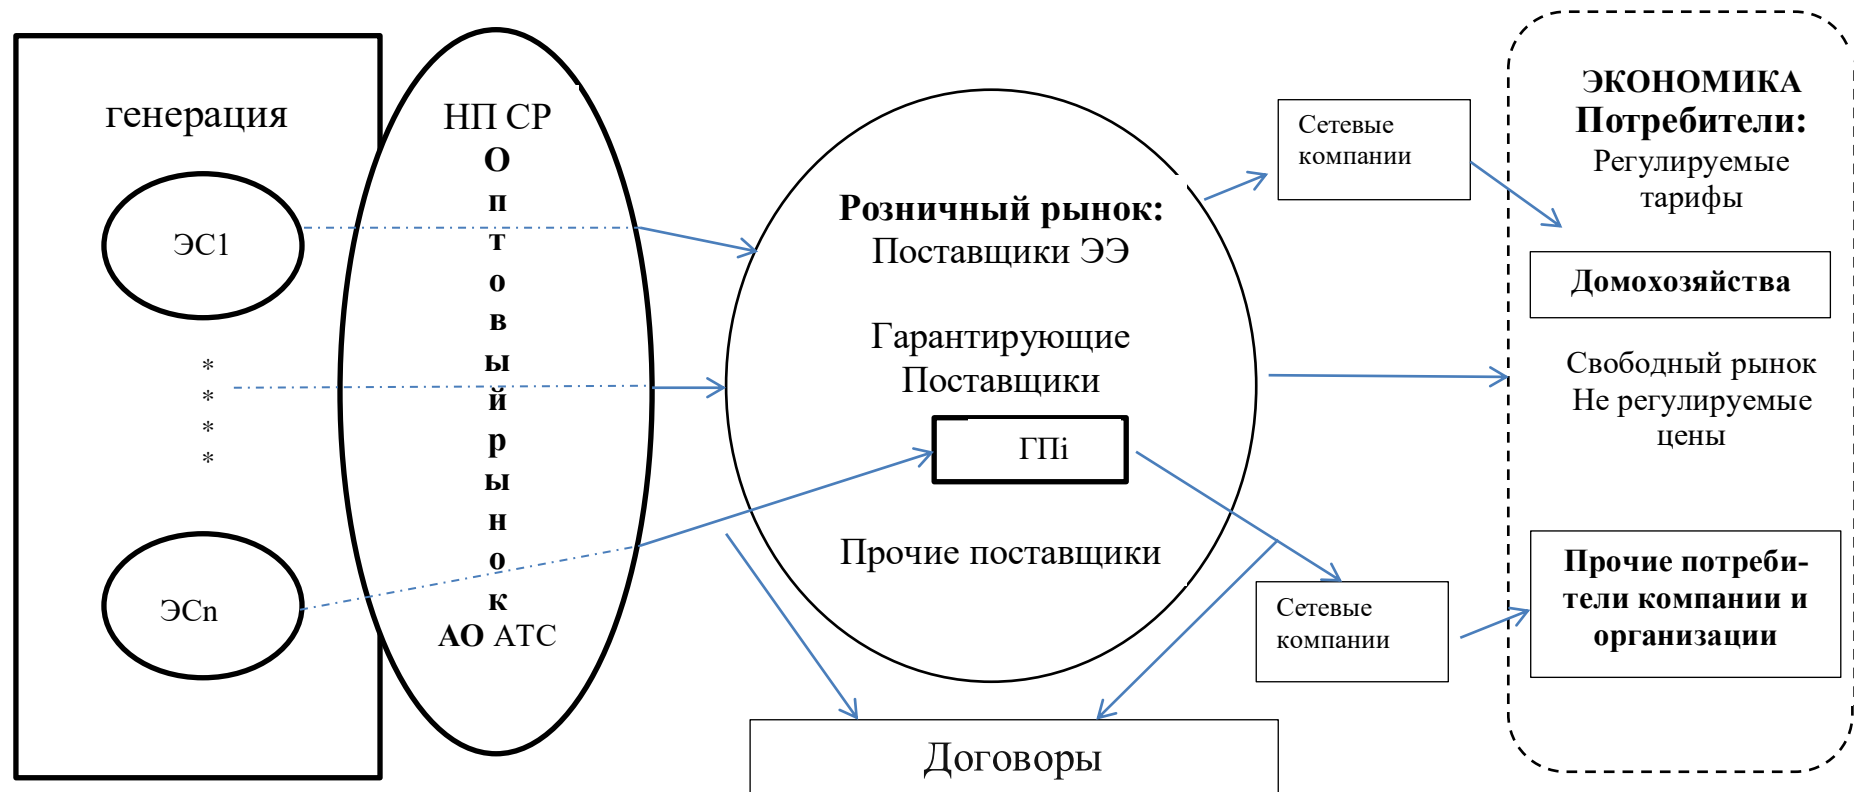 генерация
ЭС1
*
*
*
*
ЭСn
НП СР
О
п
т
о
в
ы
й
р
ы
н
о
к
АО АТС
Розничный рынок:
Поставщики ЭЭ
Гарантирующие
Поставщики
ГПi
Прочие поставщики
Договоры
Сетевые
компании
Сетевые
компании
ЭКОНОМИКА
Потребители:
Регулируемые
тарифы
Домохозяйства
Свободный рынок
Не регулируемые
цены
Прочие потреби-
тели компании и
организации